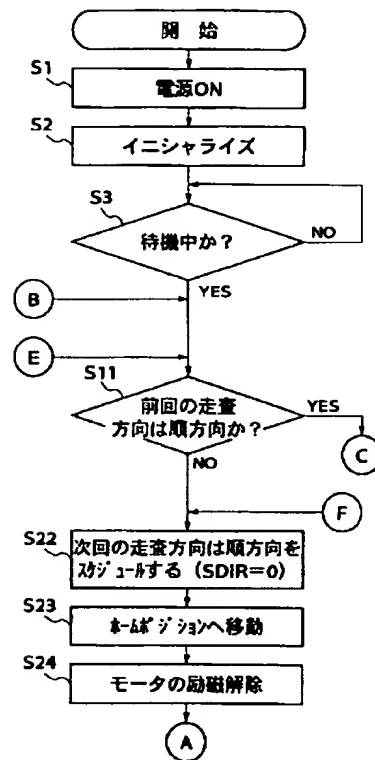 開 始
S1
電源ON
S2
イニシャライズ
S3
待機中か？
NO
B
YES
E
S11
前回の走査
方向は順方向か？
YES
C
NO
F
S22
次回の走査方向は順方向を
ｽｹｼﾞｭｰﾙする（SDIR=0）
S23
ﾎｰﾑﾎﾟｼﾞｼｮﾝへ移動
S24
モータの励磁解除
A